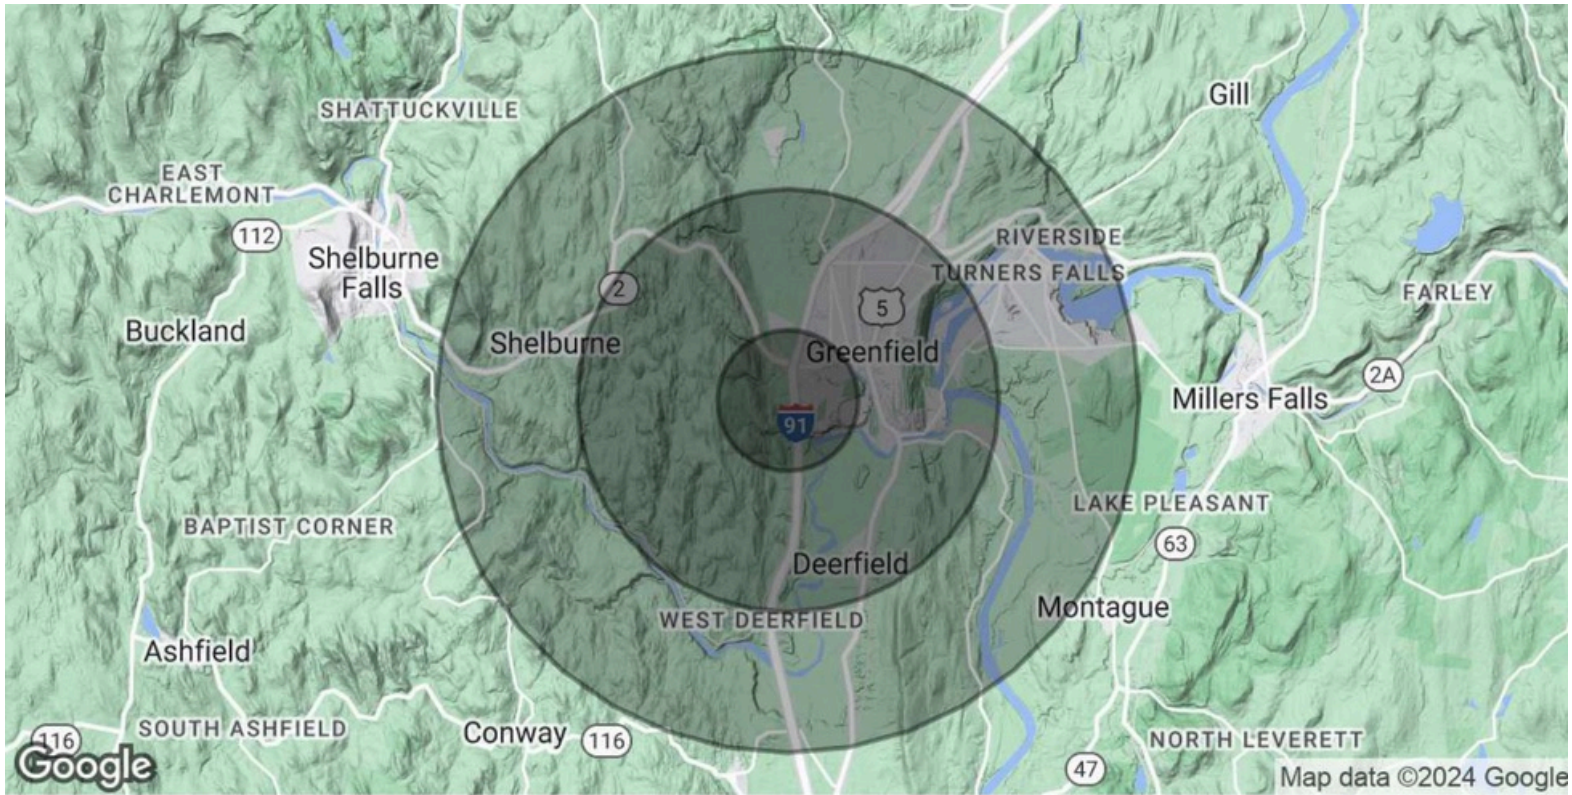 Gill
SHATTUCKVILLE
EAST
CHARLEMONT
112
RIVERSIDE
Shelburne
Falls
TURNERS FALLS
2
FARLEY
5
Buckland
Shelburne
Greenfield
2A
Millers Falls
91
LAKE PLEASANT
BAPTIST CORNER
63
Deerfield
Montague
WEST DEERFIELD
Ashfield
SOUTH ASHFIELD
Conway
116
116
NORTH LEVERETT
47
Google
Map data ©2024 Google